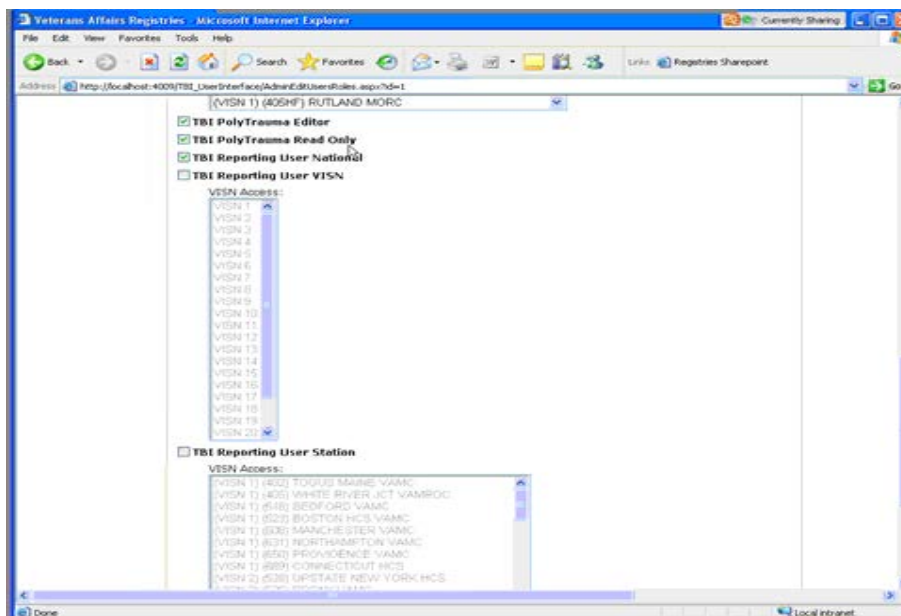 Veterans Affairs Registries - Microsoft Internet Explorer
Currently Sharing
File Edit View Favorites Tools Help
Back Search Favorites Links Registries Sharepoint
Address http://localhost:4009/TBI_UserInterface/AdminEditUsersRoles.aspx?id=1 Go
(VISN 1) (405HF) RUTLAND MORC
TBI PolyTrauma Editor
TBI PolyTrauma Read Only
TBI Reporting User National
TBI Reporting User VISN
VISN Access:
VISN 1
VISN 2
VISN 3
VISN 4
VISN 5
VISN 6
VISN 7
VISN 8
VISN 9
VISN 10
VISN 11
VISN 12
VISN 13
VISN 14
VISN 15
VISN 16
VISN 17
VISN 18
VISN 19
VISN 20
TBI Reporting User Station
VISN Access:
(VISN 1) (402) TOGUS MAINE VAMC
(VISN 1) (405) WHITE RIVER JCT VAMROC
(VISN 1) (518) BEDFORD VAMC
(VISN 1) (523) BOSTON HCS VAMC
(VISN 1) (608) MANCHESTER VAMC
(VISN 1) (631) NORTHAMPTON VAMC
(VISN 1) (650) PROVIDENCE VAMC
(VISN 1) (689) CONNECTICUT HCS
(VISN 2) (528) UPSTATE NEW YORK HCS
Done Local intranet